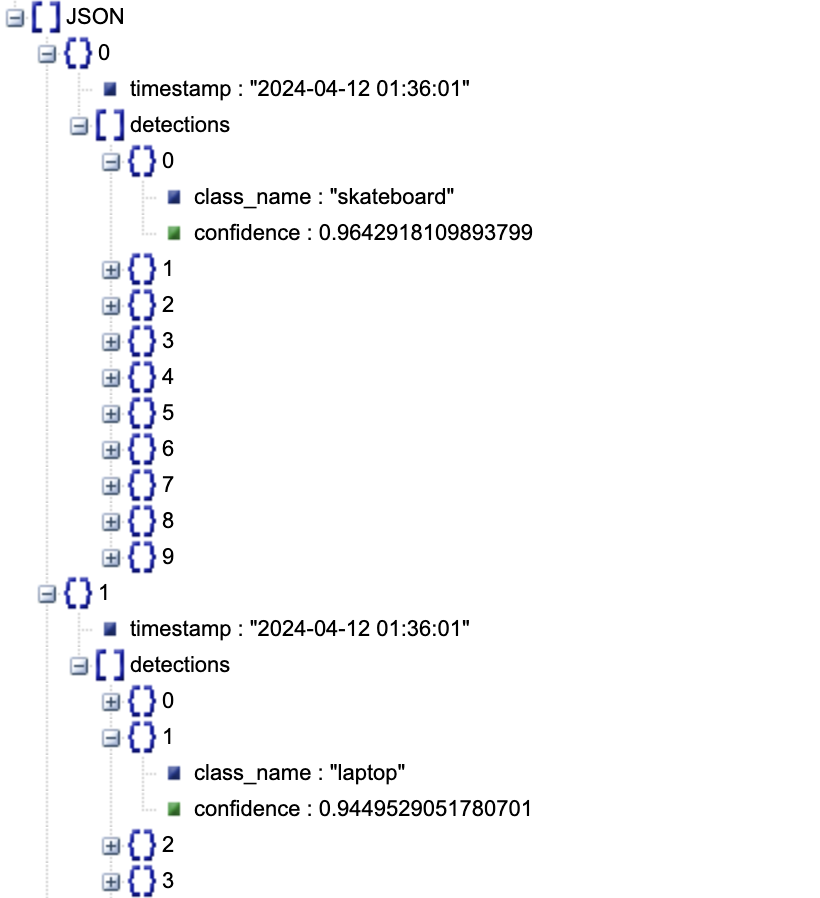 JSON
0
timestamp : "2024-04-12 01:36:01"
detections
0
class_name : "skateboard"
confidence : 0.9642918109893799
1
2
3
4
5
6
7
8
9
1
timestamp : "2024-04-12 01:36:01"
detections
0
1
class_name : "laptop"
confidence : 0.9449529051780701
2
3